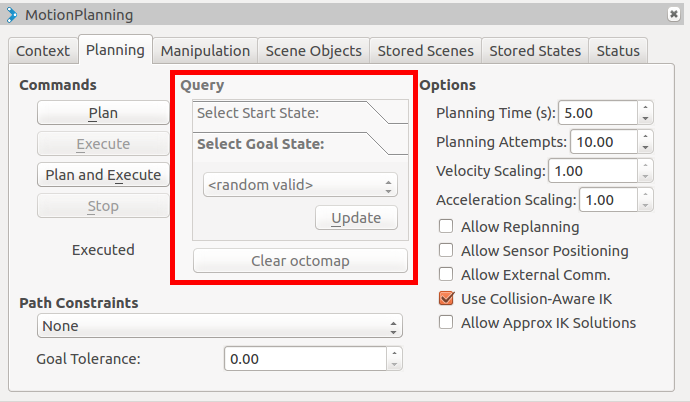 MotionPlanning
Context Planning Manipulation Scene Objects Stored Scenes Stored States Status
Commands
Plan
Execute
Plan and Execute
Stop
Executed
Query
Select Start State:
Select Goal State:
<random valid>
Update
Clear octomap
Options
Planning Time (s): 5.00
Planning Attempts: 10.00
Velocity Scaling: 1.00
Acceleration Scaling: 1.00
Allow Replanning
Allow Sensor Positioning
Allow External Comm.
Use Collision-Aware IK
Allow Approx IK Solutions
Path Constraints
None
Goal Tolerance: 0.00